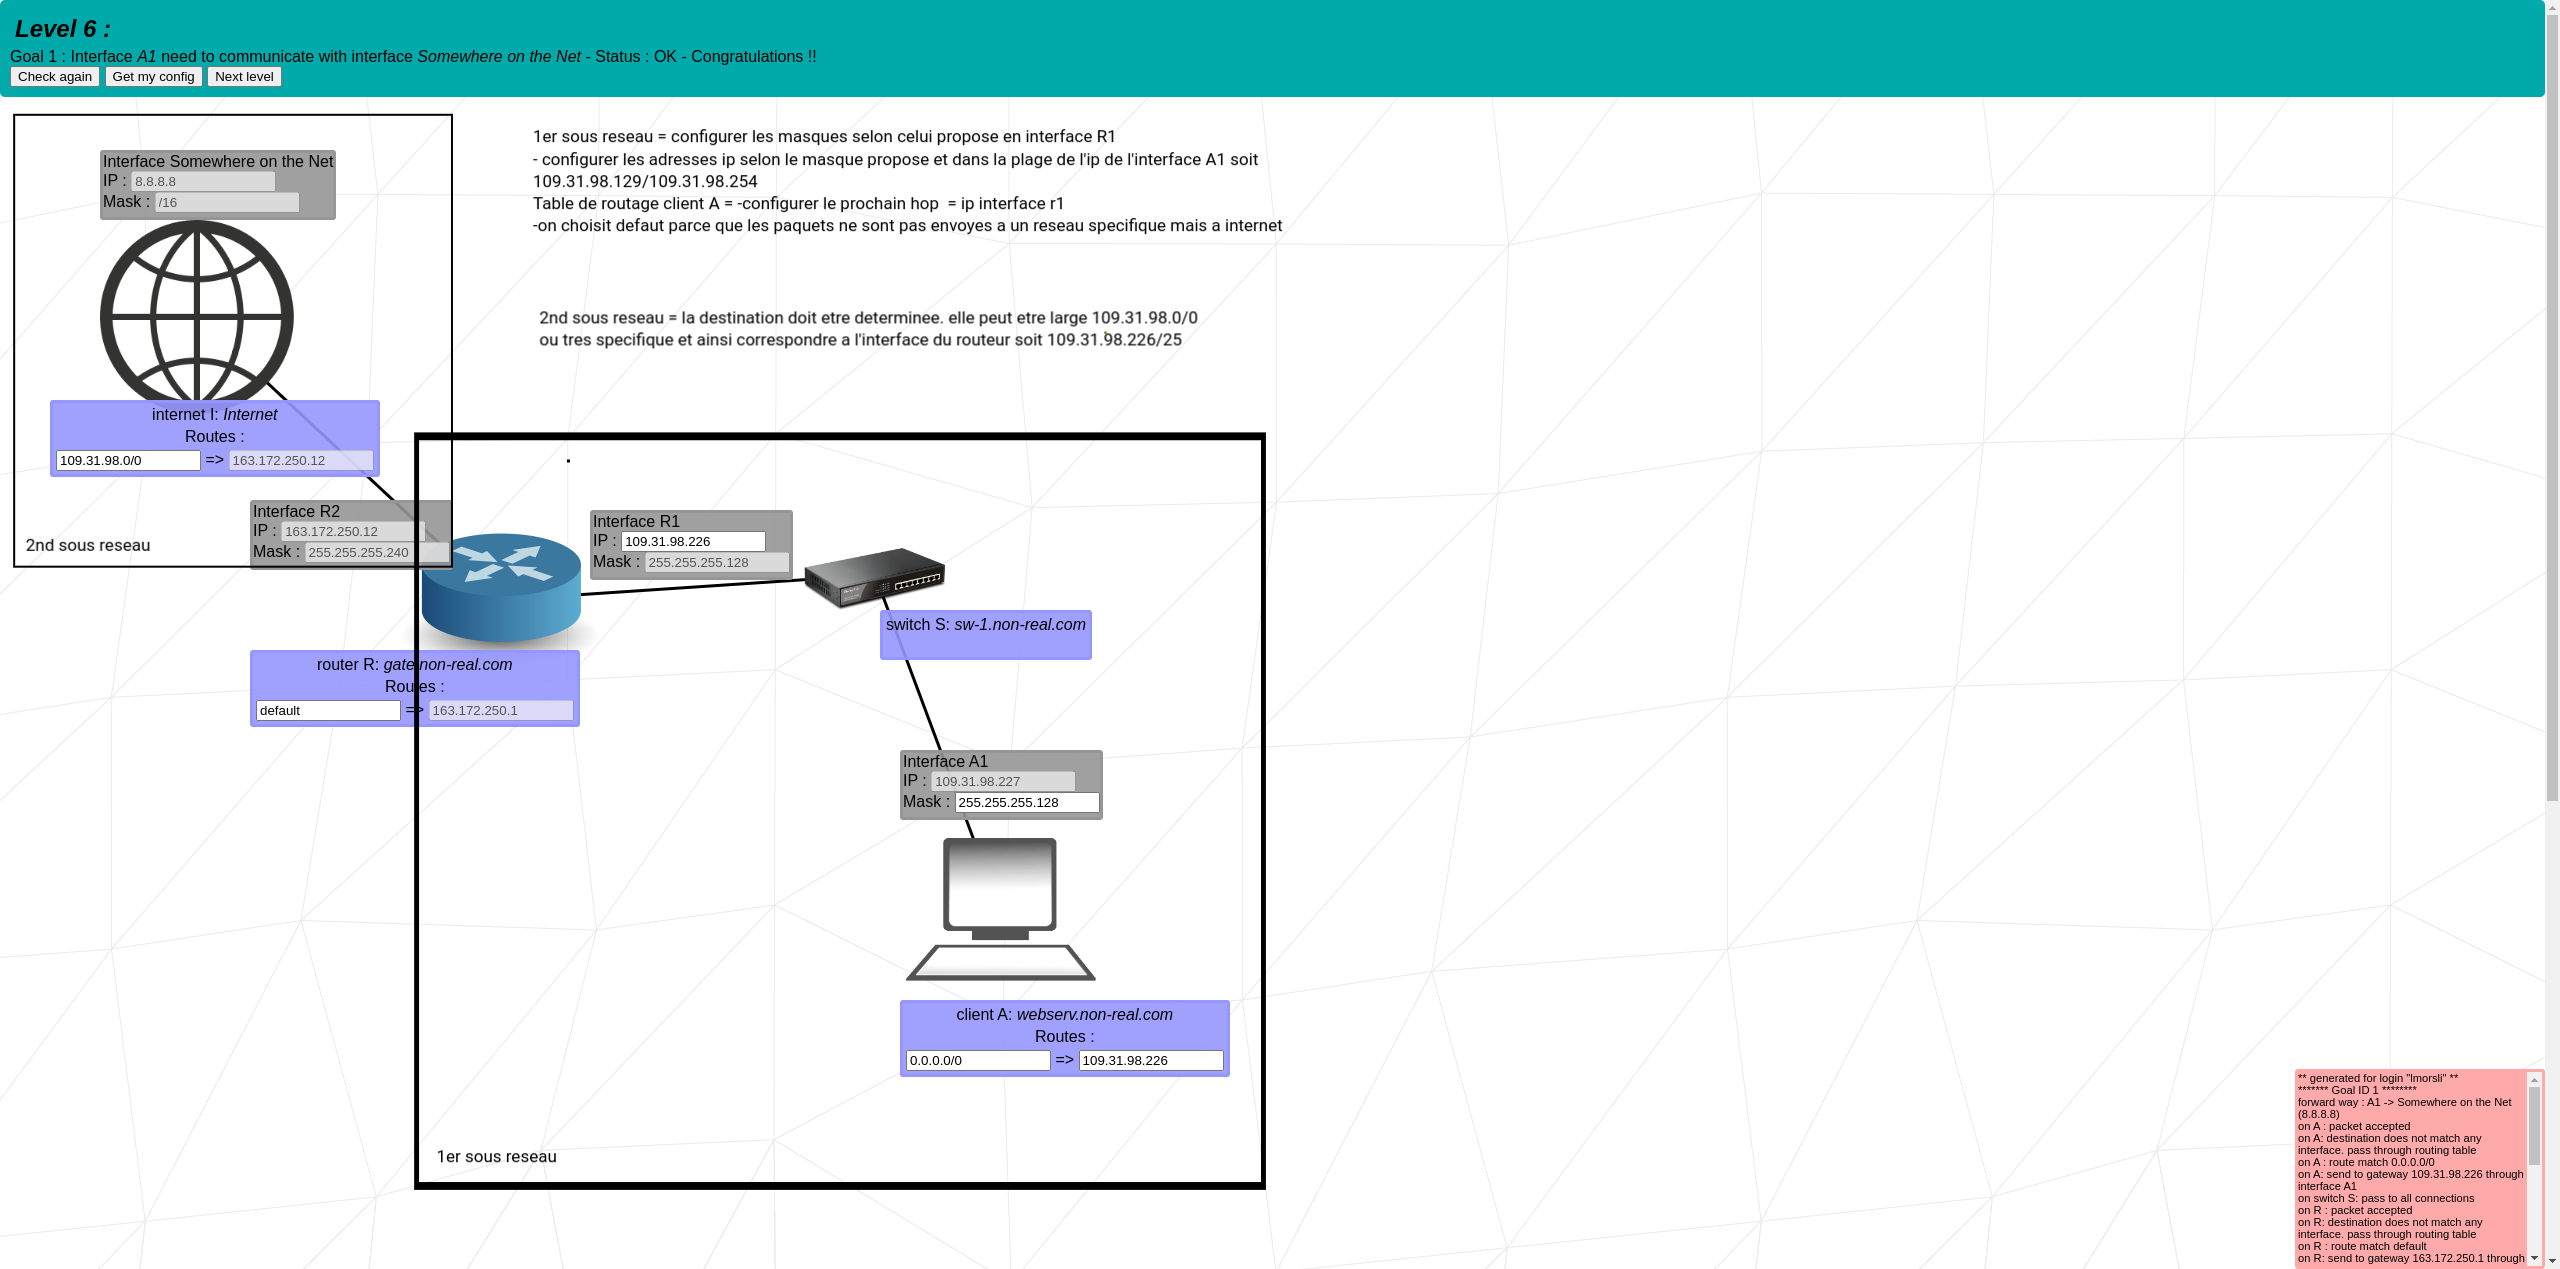 Level 6 :
Goal 1 : Interface A1 need to communicate with interface Somewhere on the Net - Status : OK - Congratulations !!
Check again Get my config Next level
1er sous reseau = configurer les masques selon celui propose en interface R1
- configurer les adresses ip selon le masque propose et dans la plage de l'ip de l'interface A1 soit
109.31.98.129/109.31.98.254
Table de routage client A = -configurer le prochain hop = ip interface r1
-on choisit defaut parce que les paquets ne sont pas envoyes a un reseau specifique mais a internet
Interface Somewhere on the Net
IP : 8.8.8.8
Mask : /16
2nd sous reseau = la destination doit etre determinee. elle peut etre large 109.31.98.0/0
ou tres specifique et ainsi correspondre a l'interface du routeur soit 109.31.98.226/25
internet I: Internet
Routes :
109.31.98.0/0 => 163.172.250.12
Interface R2
IP : 163.172.250.12
Mask : 255.255.255.240
2nd sous reseau
Interface R1
IP : 109.31.98.226
Mask : 255.255.255.128
switch S: sw-1.non-real.com
router R: gate.non-real.com
Routes :
default => 163.172.250.1
Interface A1
IP : 109.31.98.227
Mask : 255.255.255.128
client A: webserv.non-real.com
Routes :
0.0.0.0/0 => 109.31.98.226
1er sous reseau
** generated for login "lmorsli" **
******* Goal ID 1 ********
forward way : A1 -> Somewhere on the Net
(8.8.8.8)
on A : packet accepted
on A: destination does not match any
interface. pass through routing table
on A : route match 0.0.0.0/0
on A: send to gateway 109.31.98.226 through
interface A1
on switch S: pass to all connections
on R : packet accepted
on R: destination does not match any
interface. pass through routing table
on R : route match default
on R: send to gateway 163.172.250.1 through